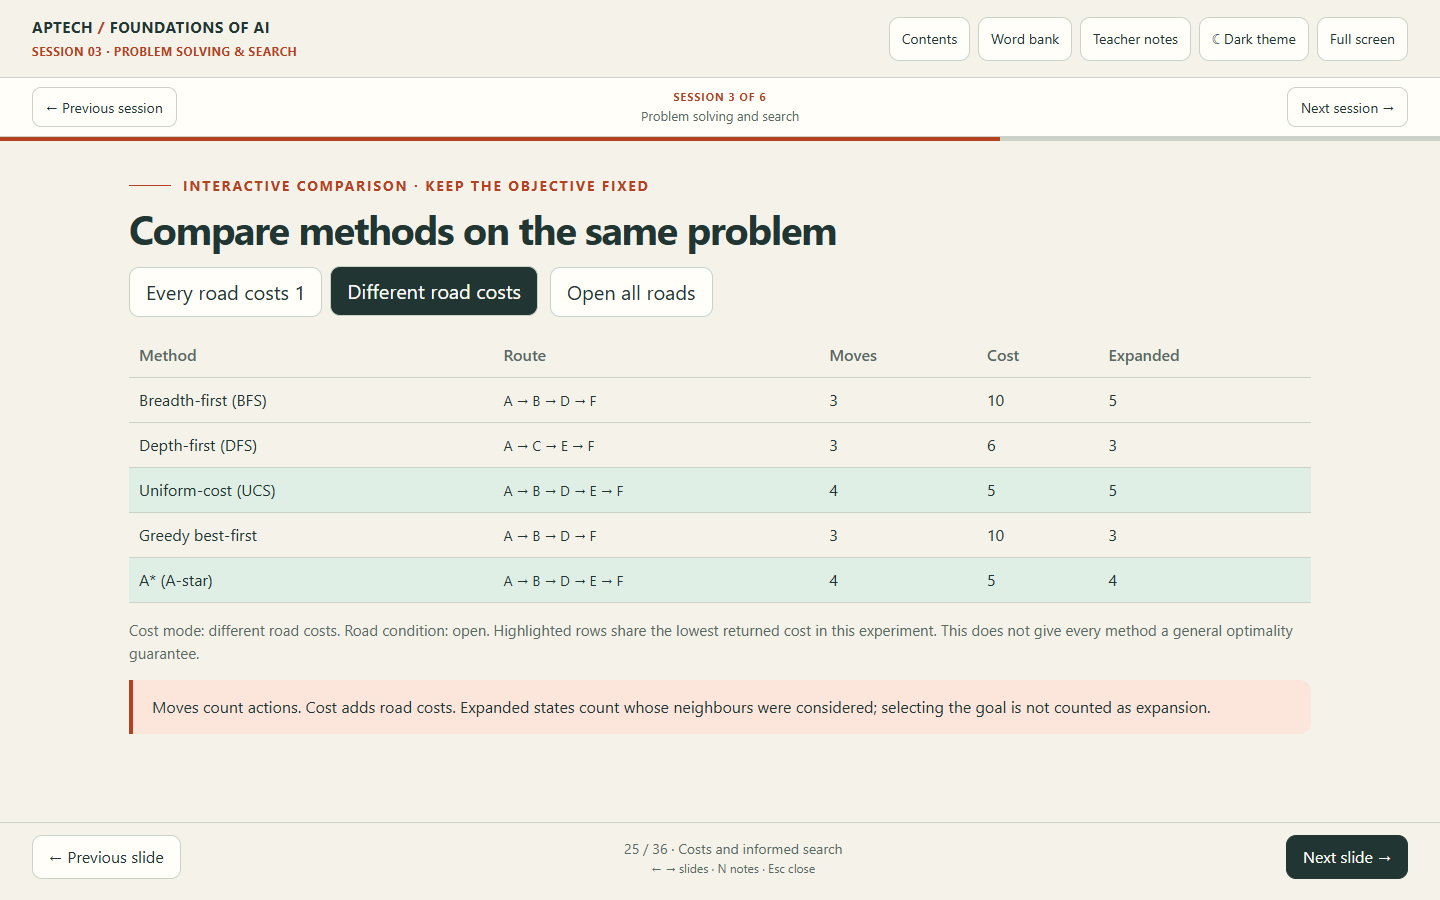 APTECH / FOUNDATIONS OF AI
SESSION 03 · PROBLEM SOLVING & SEARCH
Contents
Word bank
Teacher notes
☾ Dark theme
Full screen
← Previous session
SESSION 3 OF 6
Problem solving and search
Next session →
INTERACTIVE COMPARISON · KEEP THE OBJECTIVE FIXED
Compare methods on the same problem
Every road costs 1
Different road costs
Open all roads
Method Route Moves Cost Expanded
Breadth-first (BFS) A → B → D → F 3 10 5
Depth-first (DFS) A → C → E → F 3 6 3
Uniform-cost (UCS) A → B → D → E → F 4 5 5
Greedy best-first A → B → D → F 3 10 3
A* (A-star) A → B → D → E → F 4 5 4
Cost mode: different road costs. Road condition: open. Highlighted rows share the lowest returned cost in this experiment. This does not give every method a general optimality
guarantee.
Moves count actions. Cost adds road costs. Expanded states count whose neighbours were considered; selecting the goal is not counted as expansion.
← Previous slide
25 / 36 · Costs and informed search
← → slides · N notes · Esc close
Next slide →